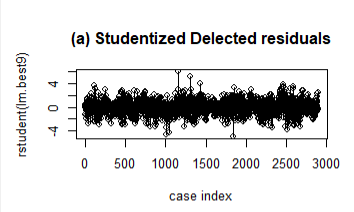 (a) Studentized Delected residuals
rstudent(lm.best9)
4
0
-4
0 500 1000 1500 2000 2500 3000
case index